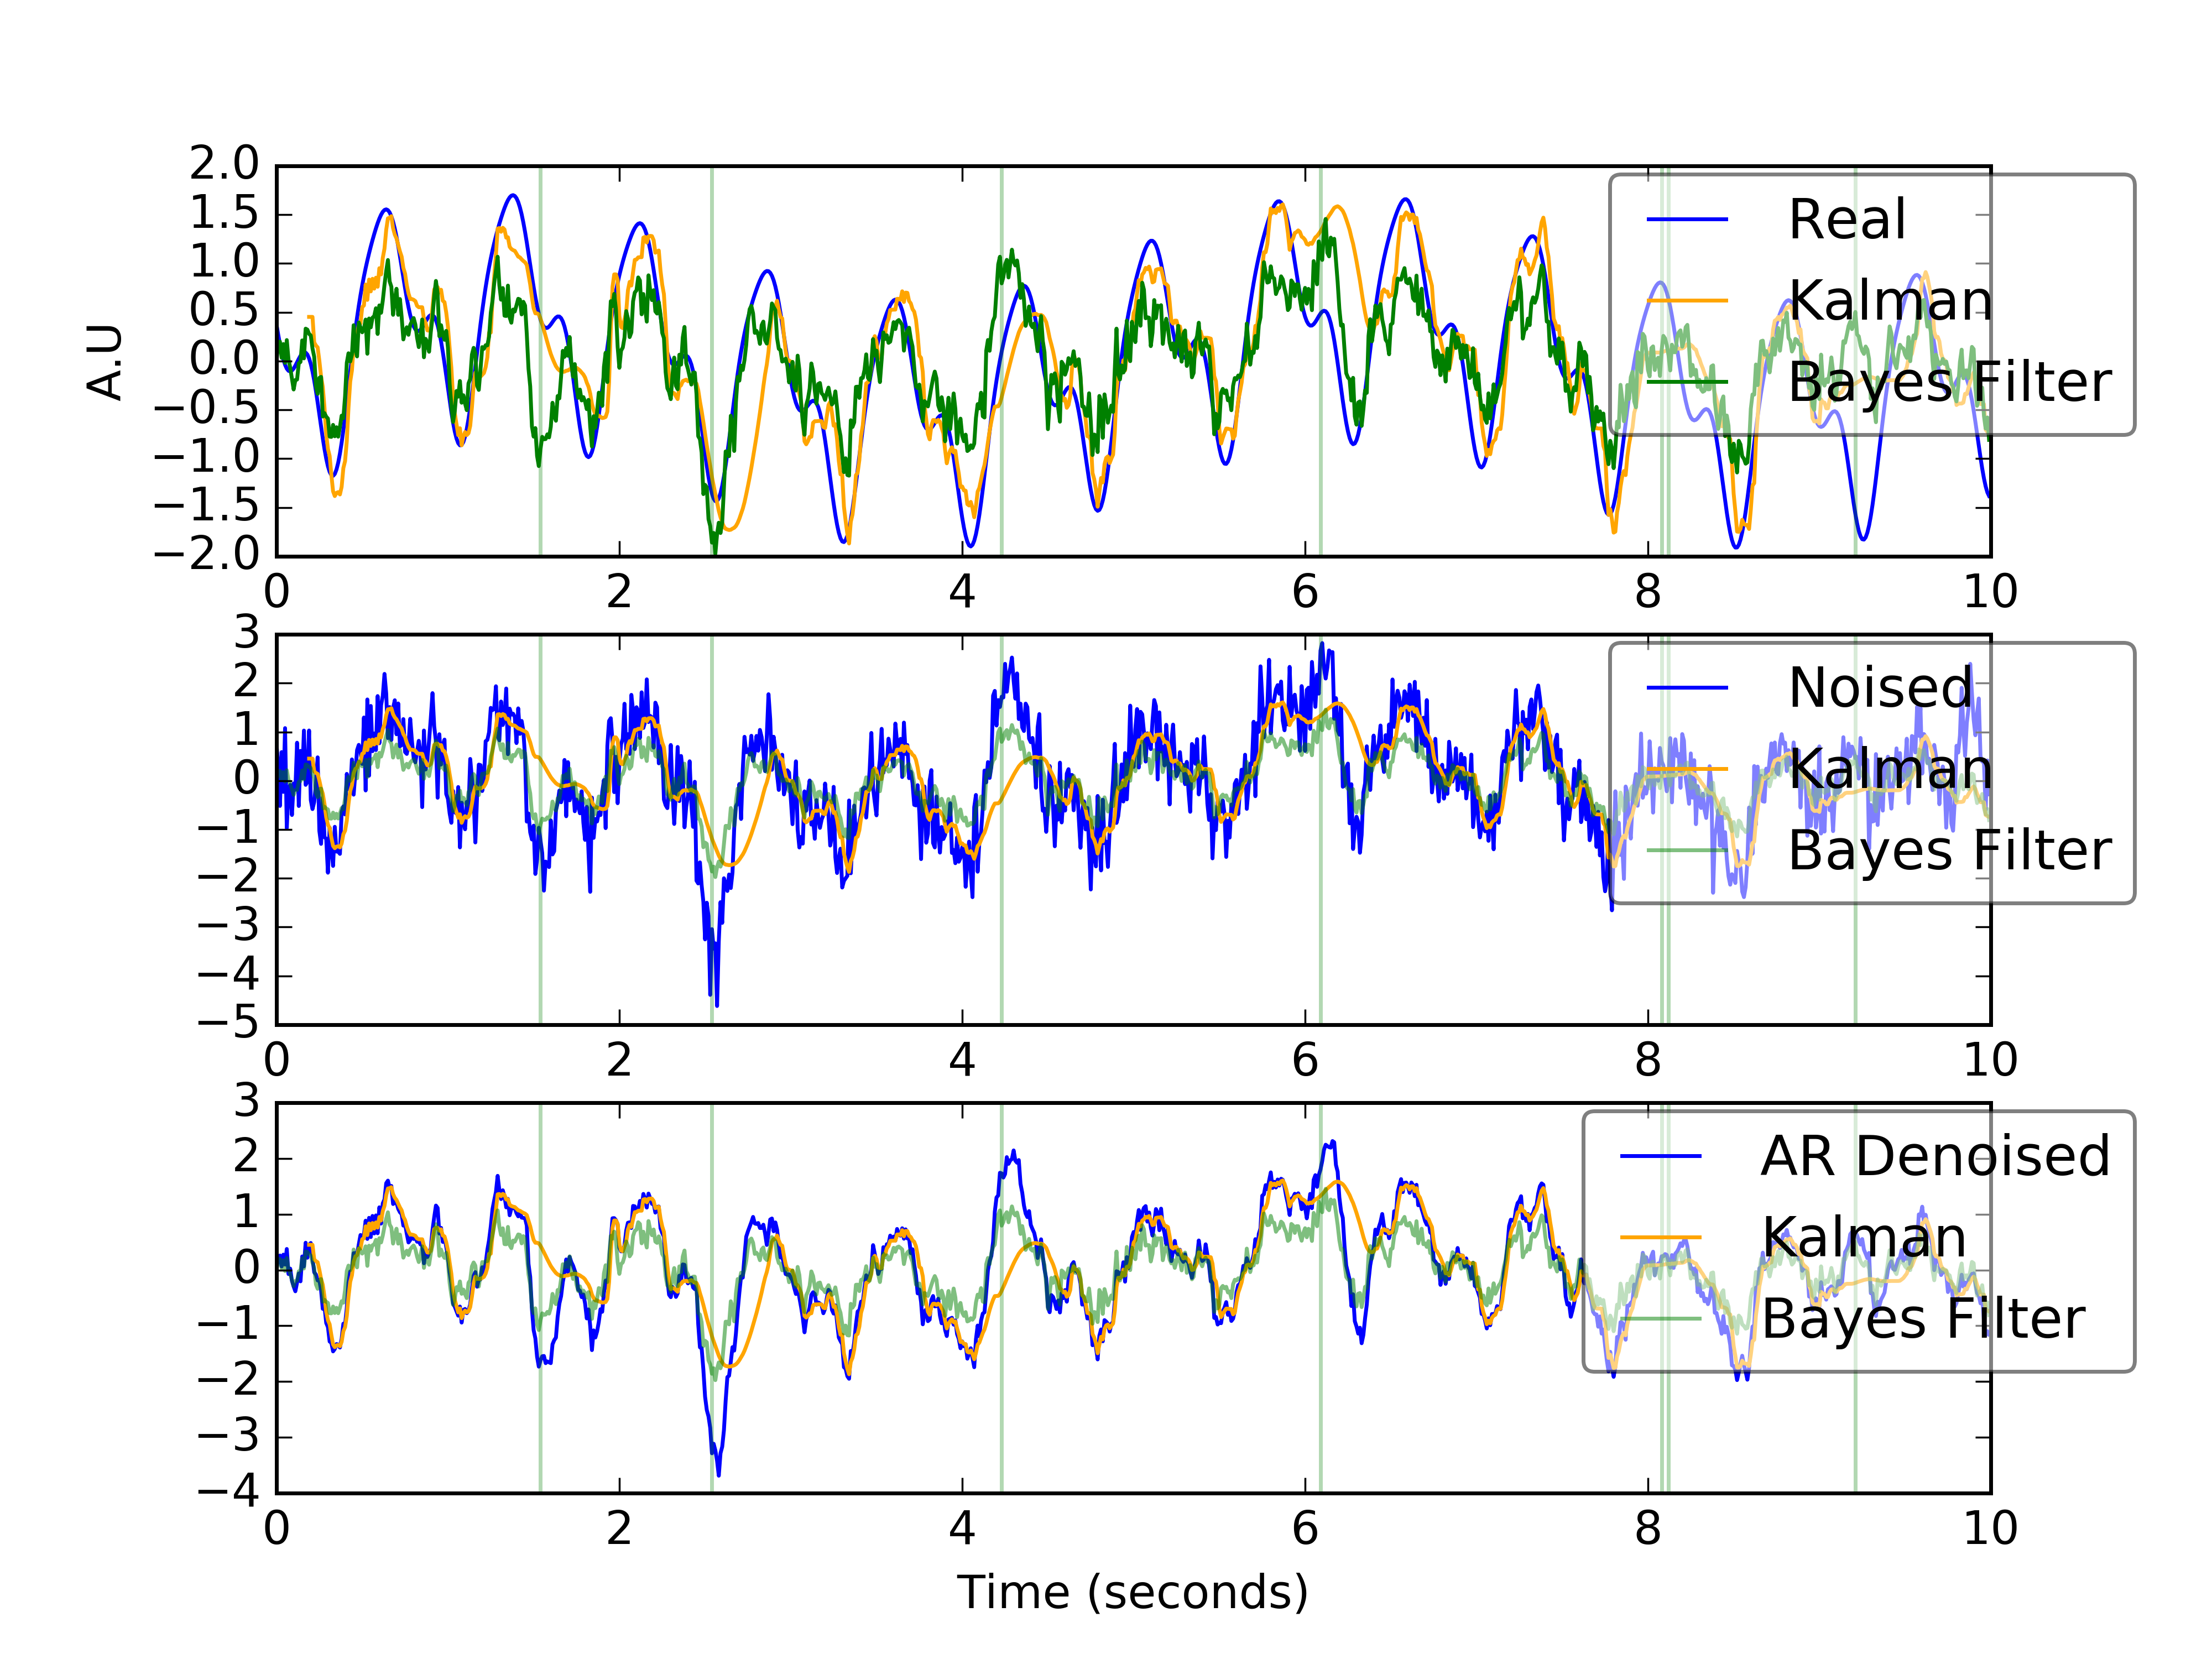 2.0
1.5
1.0
0.5
0.0
−0.5
−1.0
−1.5
−2.0
A.U
Real
Kalman
Bayes Filter
0 2 4 6 8 10
3
2
1
0
−1
−2
−3
−4
−5
Noised
Kalman
Bayes Filter
0 2 4 6 8 10
3
2
1
0
−1
−2
−3
−4
AR Denoised
Kalman
Bayes Filter
0 2 4 6 8 10
Time (seconds)